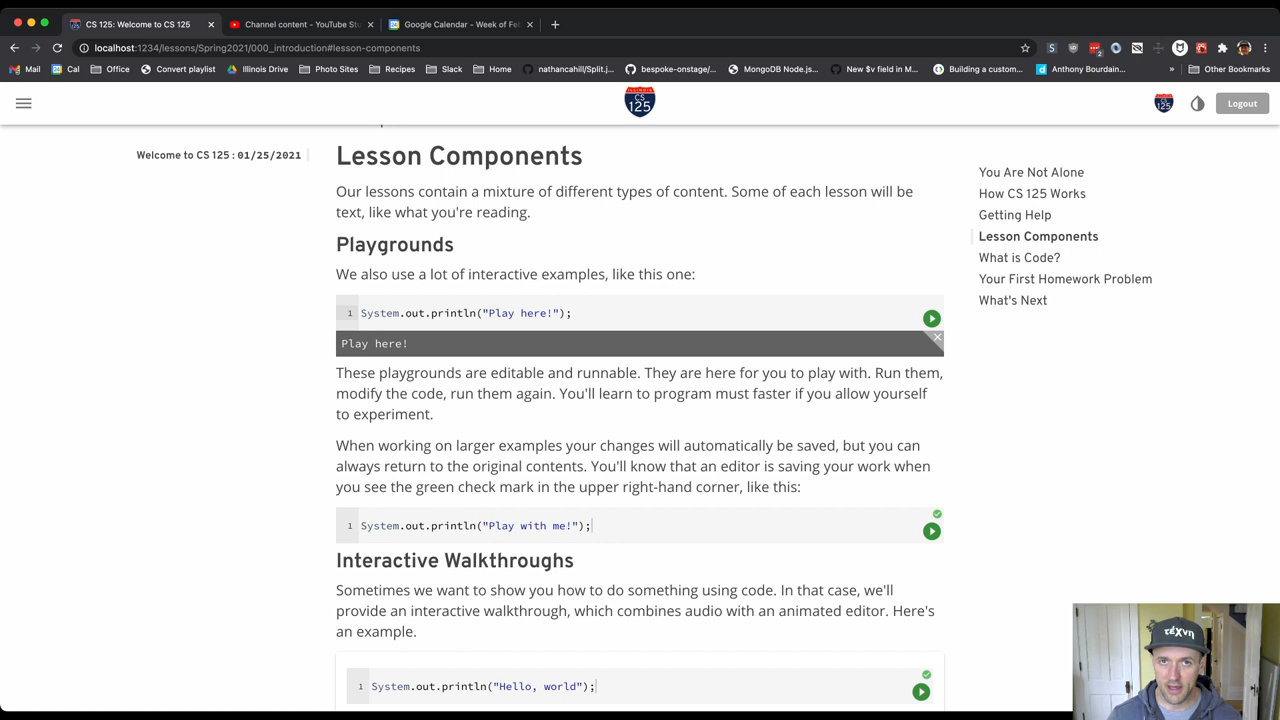 CS 125: Welcome to CS 125
Channel content - YouTube Stu
Google Calendar - Week of Feb
localhost:1234/lessons/Spring2021/000_introduction#lesson-components
Mail
Cal
Office
Convert playlist
Illinois Drive
Photo Sites
Recipes
Slack
Home
nathancahill/Split.j...
bespoke-onstage/...
MongoDB Node.js...
New $v field in M...
Building a custom...
Anthony Bourdain...
»
Other Bookmarks
ILLINOIS
CS
125
CS
125
Logout
Welcome to CS 125 : 01/25/2021
Lesson Components
Our lessons contain a mixture of different types of content. Some of each lesson will be
text, like what you're reading.
Playgrounds
We also use a lot of interactive examples, like this one:
1 System.out.println("Play here!");
Play here!
These playgrounds are editable and runnable. They are here for you to play with. Run them,
modify the code, run them again. You'll learn to program must faster if you allow yourself
to experiment.
When working on larger examples your changes will automatically be saved, but you can
always return to the original contents. You'll know that an editor is saving your work when
you see the green check mark in the upper right-hand corner, like this:
1 System.out.println("Play with me!");
Interactive Walkthroughs
Sometimes we want to show you how to do something using code. In that case, we'll
provide an interactive walkthrough, which combines audio with an animated editor. Here's
an example.
1 System.out.println("Hello, world");
You Are Not Alone
How CS 125 Works
Getting Help
Lesson Components
What is Code?
Your First Homework Problem
What's Next
τέχνη